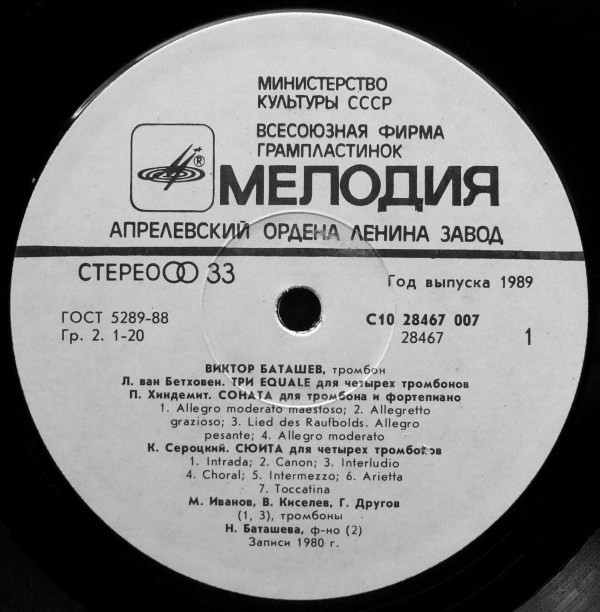 МИНИСТЕРСТВО
КУЛЬТУРЫ СССР
ВСЕСОЮЗНАЯ ФИРМА
ГРАМПЛАСТИНОК
®
МЕЛОДИЯ
АПРЕЛЕВСКИЙ ОРДЕНА ЛЕНИНА ЗАВОД
СТЕРЕО 33
Год выпуска 1989
ГОСТ 5289-88
С10 28467 007
Гр. 2. 1-20
28467
1
ВИКТОР БАТАШЕВ, тромбон
Л. ван Бетховен. ТРИ EQUALE для четырех тромбонов
П. Хиндемит. СОНАТА для тромбона и фортепиано
1. Allegro moderato maestoso; 2. Allegretto
grazioso; 3. Lied des Raufbolds. Allegro
pesante; 4. Allegro moderato
К. Сероцкий. СЮИТА для четырех тромбонов
1. Intrada; 2. Canon; 3. Interludio
4. Choral; 5. Intermezzo; 6. Arietta
7. Toccatina
М. Иванов, В. Киселев, Г. Другов
(1, 3), тромбоны
Н. Баташева, ф-но (2)
Записи 1980 г.